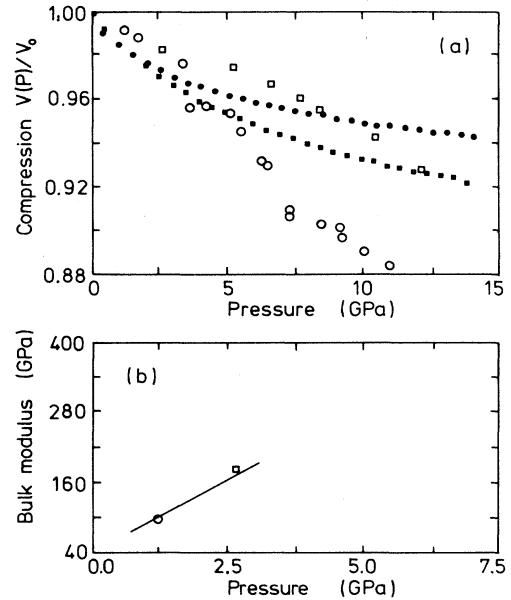 1.00
0.96
0.92
0.88
Compression V(P)/V₀
(a)
0
5
10
15
Pressure (GPa)
400
280
160
40
Bulk modulus (GPa)
(b)
0.0
2.5
5.0
7.5
Pressure (GPa)